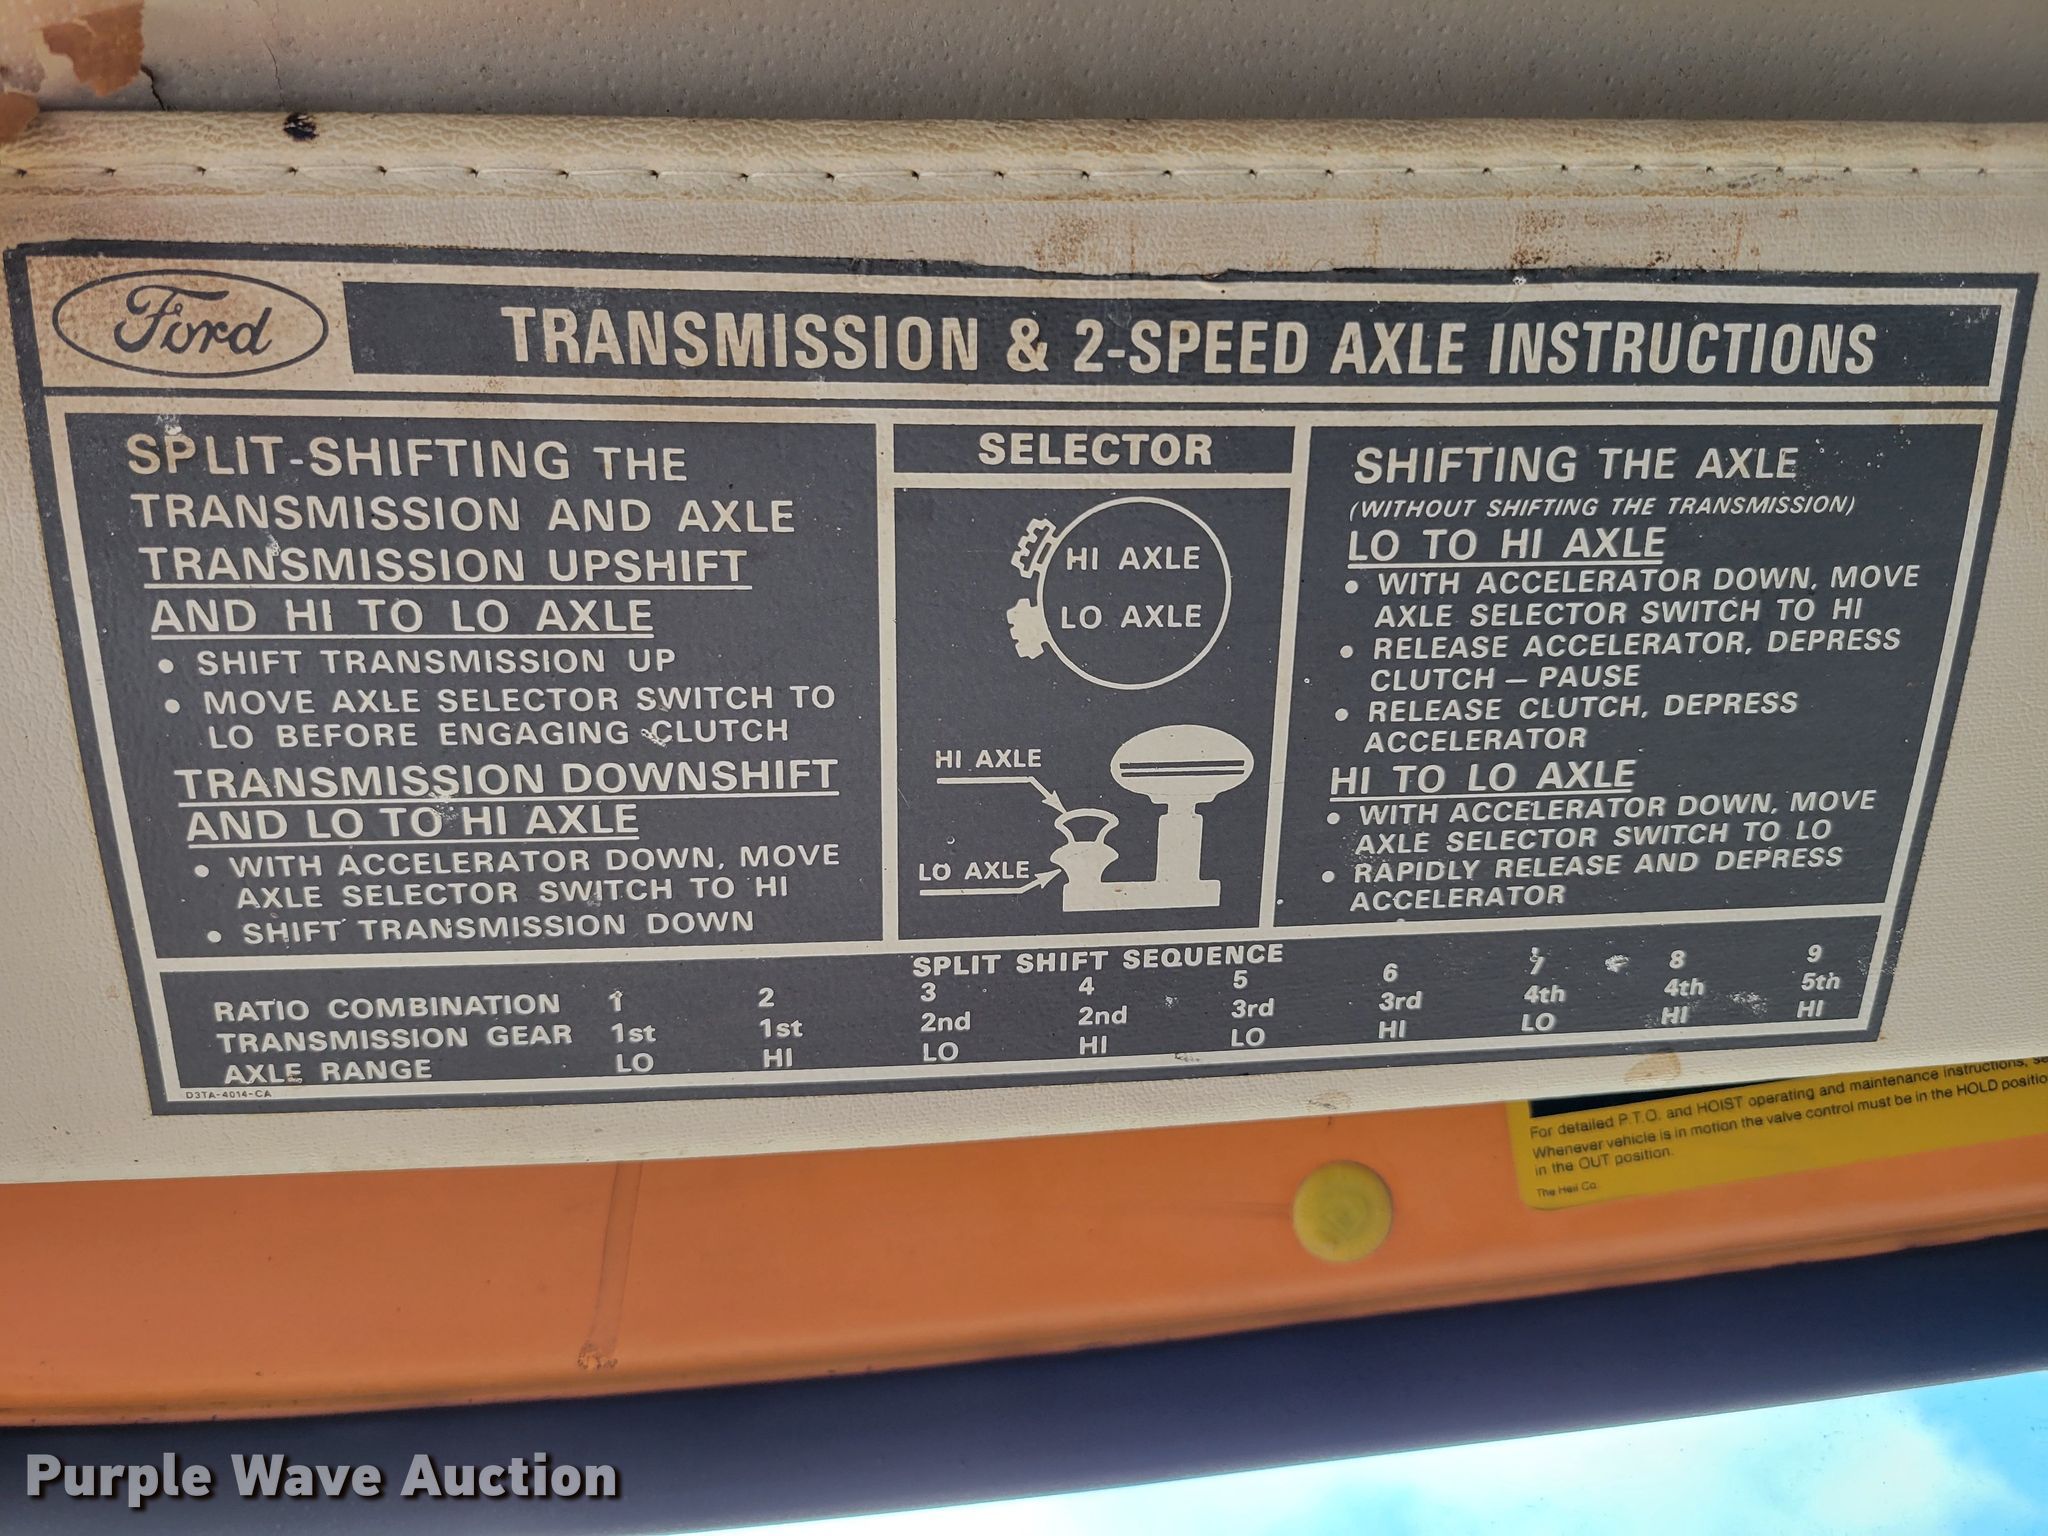 Ford
TRANSMISSION & 2-SPEED AXLE INSTRUCTIONS
SPLIT-SHIFTING THE
TRANSMISSION AND AXLE
TRANSMISSION UPSHIFT
AND HI TO LO AXLE
• SHIFT TRANSMISSION UP
• MOVE AXLE SELECTOR SWITCH TO
LO BEFORE ENGAGING CLUTCH
TRANSMISSION DOWNSHIFT
AND LO TO HI AXLE
• WITH ACCELERATOR DOWN, MOVE
AXLE SELECTOR SWITCH TO HI
• SHIFT TRANSMISSION DOWN
SELECTOR
HI AXLE
LO AXLE
HI AXLE
LO AXLE
SHIFTING THE AXLE
(WITHOUT SHIFTING THE TRANSMISSION)
LO TO HI AXLE
• WITH ACCELERATOR DOWN, MOVE
AXLE SELECTOR SWITCH TO HI
• RELEASE ACCELERATOR, DEPRESS
CLUTCH – PAUSE
• RELEASE CLUTCH, DEPRESS
ACCELERATOR
HI TO LO AXLE
• WITH ACCELERATOR DOWN, MOVE
AXLE SELECTOR SWITCH TO LO
• RAPIDLY RELEASE AND DEPRESS
ACCELERATOR
SPLIT SHIFT SEQUENCE
RATIO COMBINATION 1 2 3 4 5 6 7 8 9
TRANSMISSION GEAR 1st 1st 2nd 2nd 3rd 3rd 4th 4th 5th
AXLE RANGE LO HI LO HI LO HI LO HI HI
D3TA-4014-CA
For detailed P.T.O. and HOIST operating and maintenance instructions,
Whenever vehicle is in motion the valve control must be in the HOLD
in the OUT position.
The Heil Co.
Purple Wave Auction